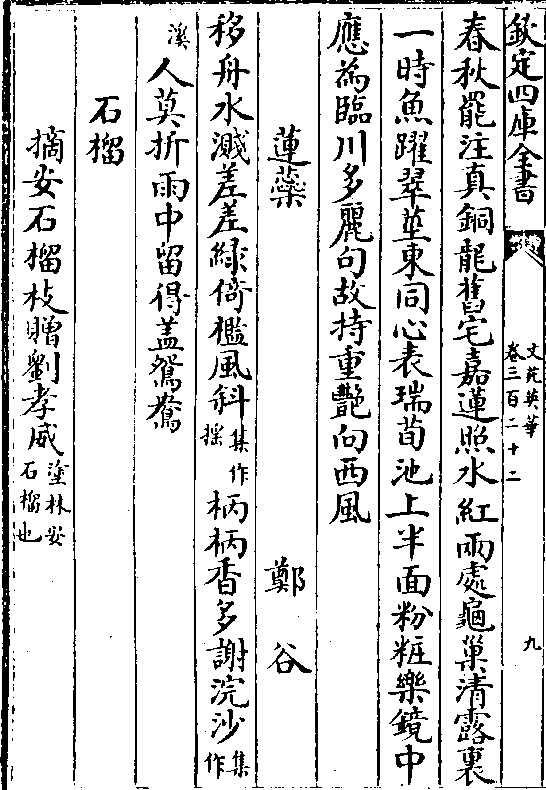 欽定四庫全書
文苑英華
卷三百二十二
九
春秋罷注真銅龍舊宅嘉蓮照水紅兩處龜巢清露裏
一時魚躍翠莖東同心表瑞荀池上半面粉粧樂鏡中
應為臨川多麗句故持重艷向西風
蓮藥
鄭谷
移舟水濺差差綠倚檻風斜集作摇柄柄香多謝浣沙集作
溪人莫折雨中留得盖鴛鴦
石榴
摘安石榴枝贈劉孝威塗林安石榴也